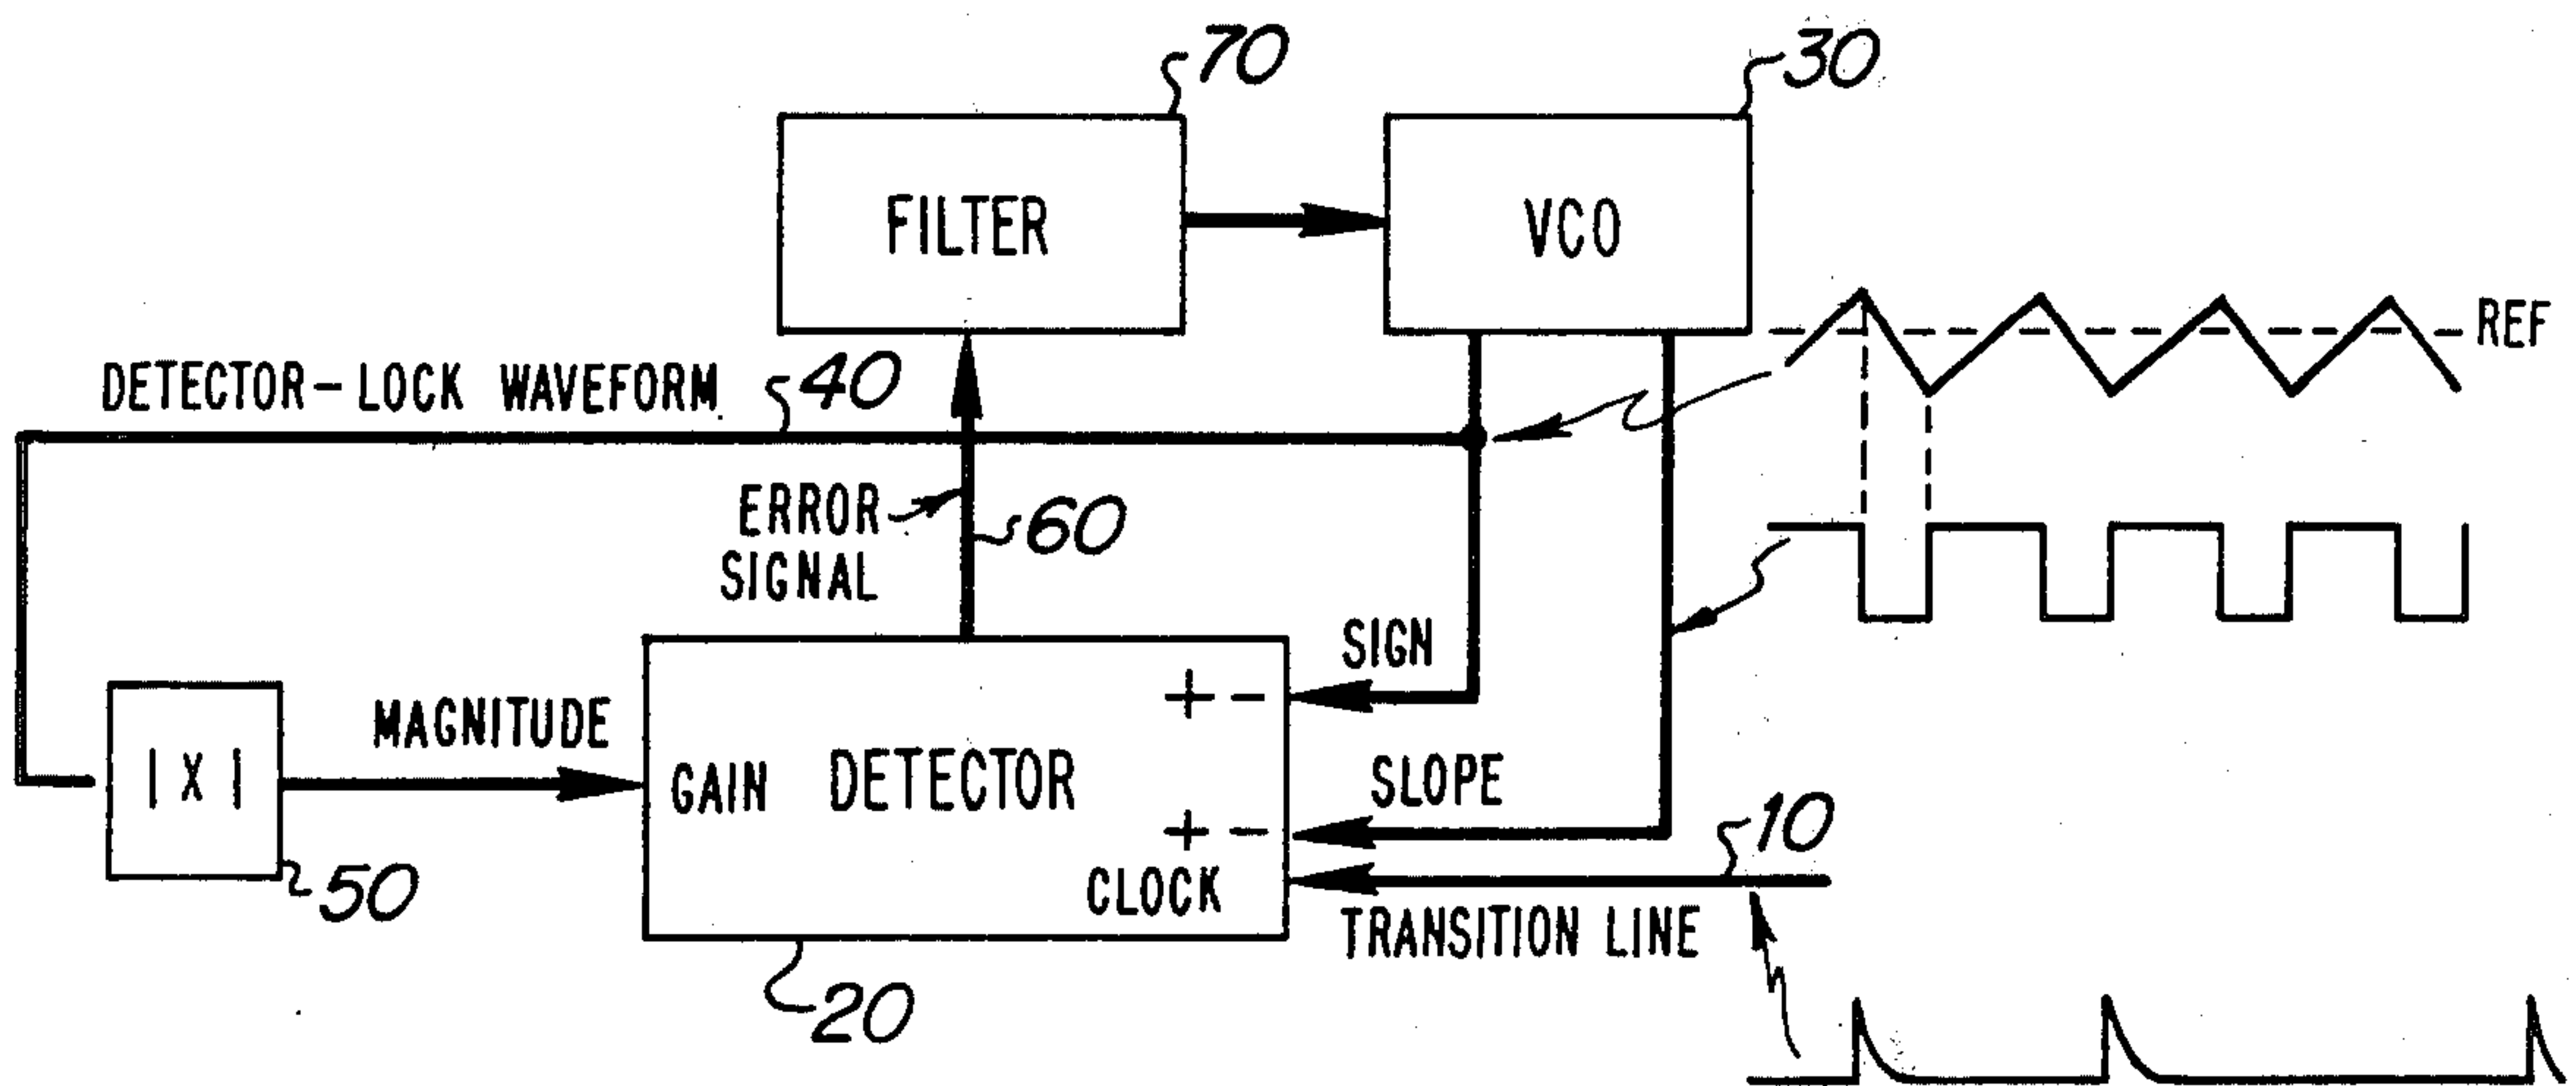 70
30
FILTER
VCO
REF
DETECTOR-LOCK WAVEFORM
40
ERROR
SIGNAL
60
SIGN
+ -
MAGNITUDE
|X|
GAIN
DETECTOR
SLOPE
+ -
10
CLOCK
50
TRANSITION LINE
20